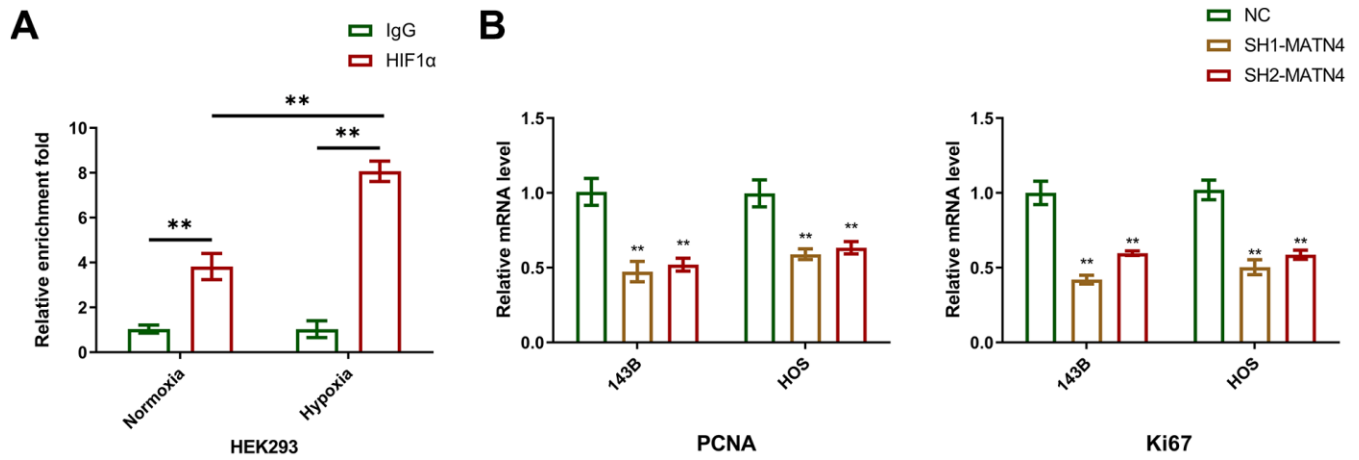 A
IgG
HIF1α
**
**
**
Relative enrichment fold
10
8
6
4
2
0
Normoxia
Hypoxia
HEK293
B
NC
SH1-MATN4
SH2-MATN4
Relative mRNA level
1.5
1.0
0.5
0.0
**
**
**
**
143B
HOS
PCNA
Relative mRNA level
1.5
1.0
0.5
0.0
**
**
**
**
143B
HOS
Ki67